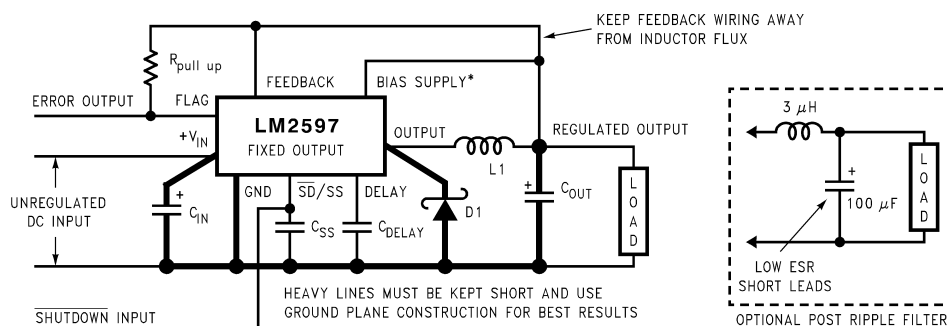 KEEP FEEDBACK WIRING AWAY
FROM INDUCTOR FLUX
Rpull up
FEEDBACK
BIAS SUPPLY*
ERROR OUTPUT
FLAG
LM2597
FIXED OUTPUT
+VIN
OUTPUT
L1
REGULATED OUTPUT
UNREGULATED
DC INPUT
+
CIN
GND
SD/SS
DELAY
CSS
CDELAY
D1
+
COUT
LOAD
HEAVY LINES MUST BE KEPT SHORT AND USE
GROUND PLANE CONSTRUCTION FOR BEST RESULTS
SHUTDOWN INPUT
3 μH
+
100 μF
LOAD
LOW ESR
SHORT LEADS
OPTIONAL POST RIPPLE FILTER